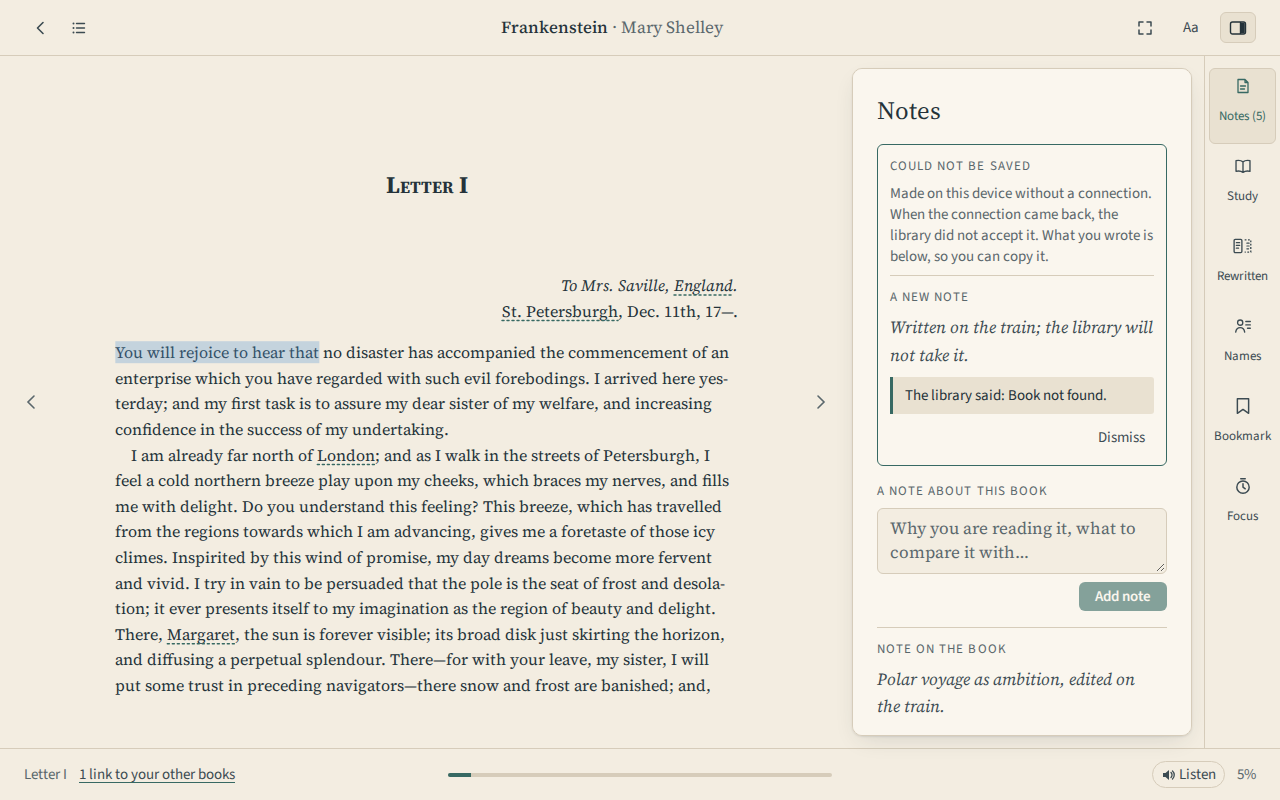 Frankenstein · Mary Shelley
Aa
Letter I
To Mrs. Saville, England.
St. Petersburgh, Dec. 11th, 17—.
You will rejoice to hear that no disaster has accompanied the commencement of an
enterprise which you have regarded with such evil forebodings. I arrived here yes-
terday; and my first task is to assure my dear sister of my welfare, and increasing
confidence in the success of my undertaking.
I am already far north of London; and as I walk in the streets of Petersburgh, I
feel a cold northern breeze play upon my cheeks, which braces my nerves, and fills
me with delight. Do you understand this feeling? This breeze, which has travelled
from the regions towards which I am advancing, gives me a foretaste of those icy
climes. Inspirited by this wind of promise, my day dreams become more fervent
and vivid. I try in vain to be persuaded that the pole is the seat of frost and desola-
tion; it ever presents itself to my imagination as the region of beauty and delight.
There, Margaret, the sun is forever visible; its broad disk just skirting the horizon,
and diffusing a perpetual splendour. There—for with your leave, my sister, I will
put some trust in preceding navigators—there snow and frost are banished; and,
Notes
COULD NOT BE SAVED
Made on this device without a connection.
When the connection came back, the
library did not accept it. What you wrote is
below, so you can copy it.
A NEW NOTE
Written on the train; the library will
not take it.
The library said: Book not found.
Dismiss
A NOTE ABOUT THIS BOOK
Why you are reading it, what to
compare it with…
Add note
NOTE ON THE BOOK
Polar voyage as ambition, edited on
the train.
Notes (5)
Study
Rewritten
Names
Bookmark
Focus
Letter I
1 link to your other books
Listen
5%